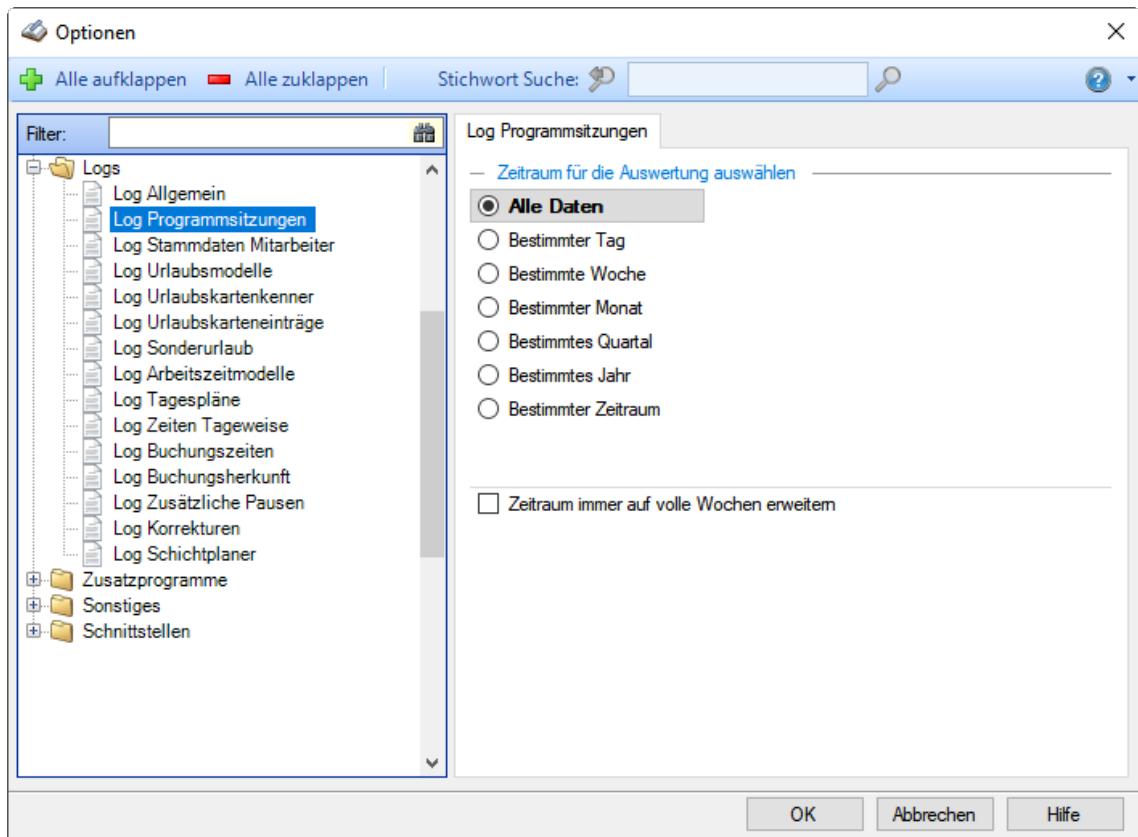 Optionen
Alle aufklappen Alle zuklappen Stichwort Suche:
Filter:
Logs
Log Allgemein
Log Programmsitzungen
Log Stammdaten Mitarbeiter
Log Urlaubsmodelle
Log Urlaubskartenkenner
Log Urlaubskarteneinträge
Log Sonderurlaub
Log Arbeitszeitmodelle
Log Tagespläne
Log Zeiten Tageweise
Log Buchungszeiten
Log Buchungsherkunft
Log Zusätzliche Pausen
Log Korrekturen
Log Schichtplaner
Zusatzprogramme
Sonstiges
Schnittstellen
Log Programmsitzungen
Zeitraum für die Auswertung auswählen
Alle Daten
Bestimmter Tag
Bestimmte Woche
Bestimmter Monat
Bestimmtes Quartal
Bestimmtes Jahr
Bestimmter Zeitraum
Zeitraum immer auf volle Wochen erweitern
OK Abbrechen Hilfe